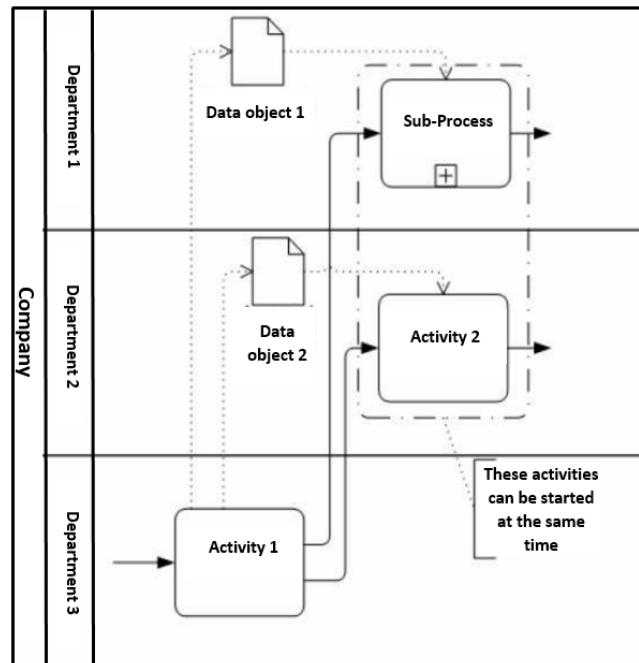 Company
Department 1
Data object 1
Sub-Process
Department 2
Data
object 2
Activity 2
Department 3
Activity 1
These activities
can be started
at the same
time